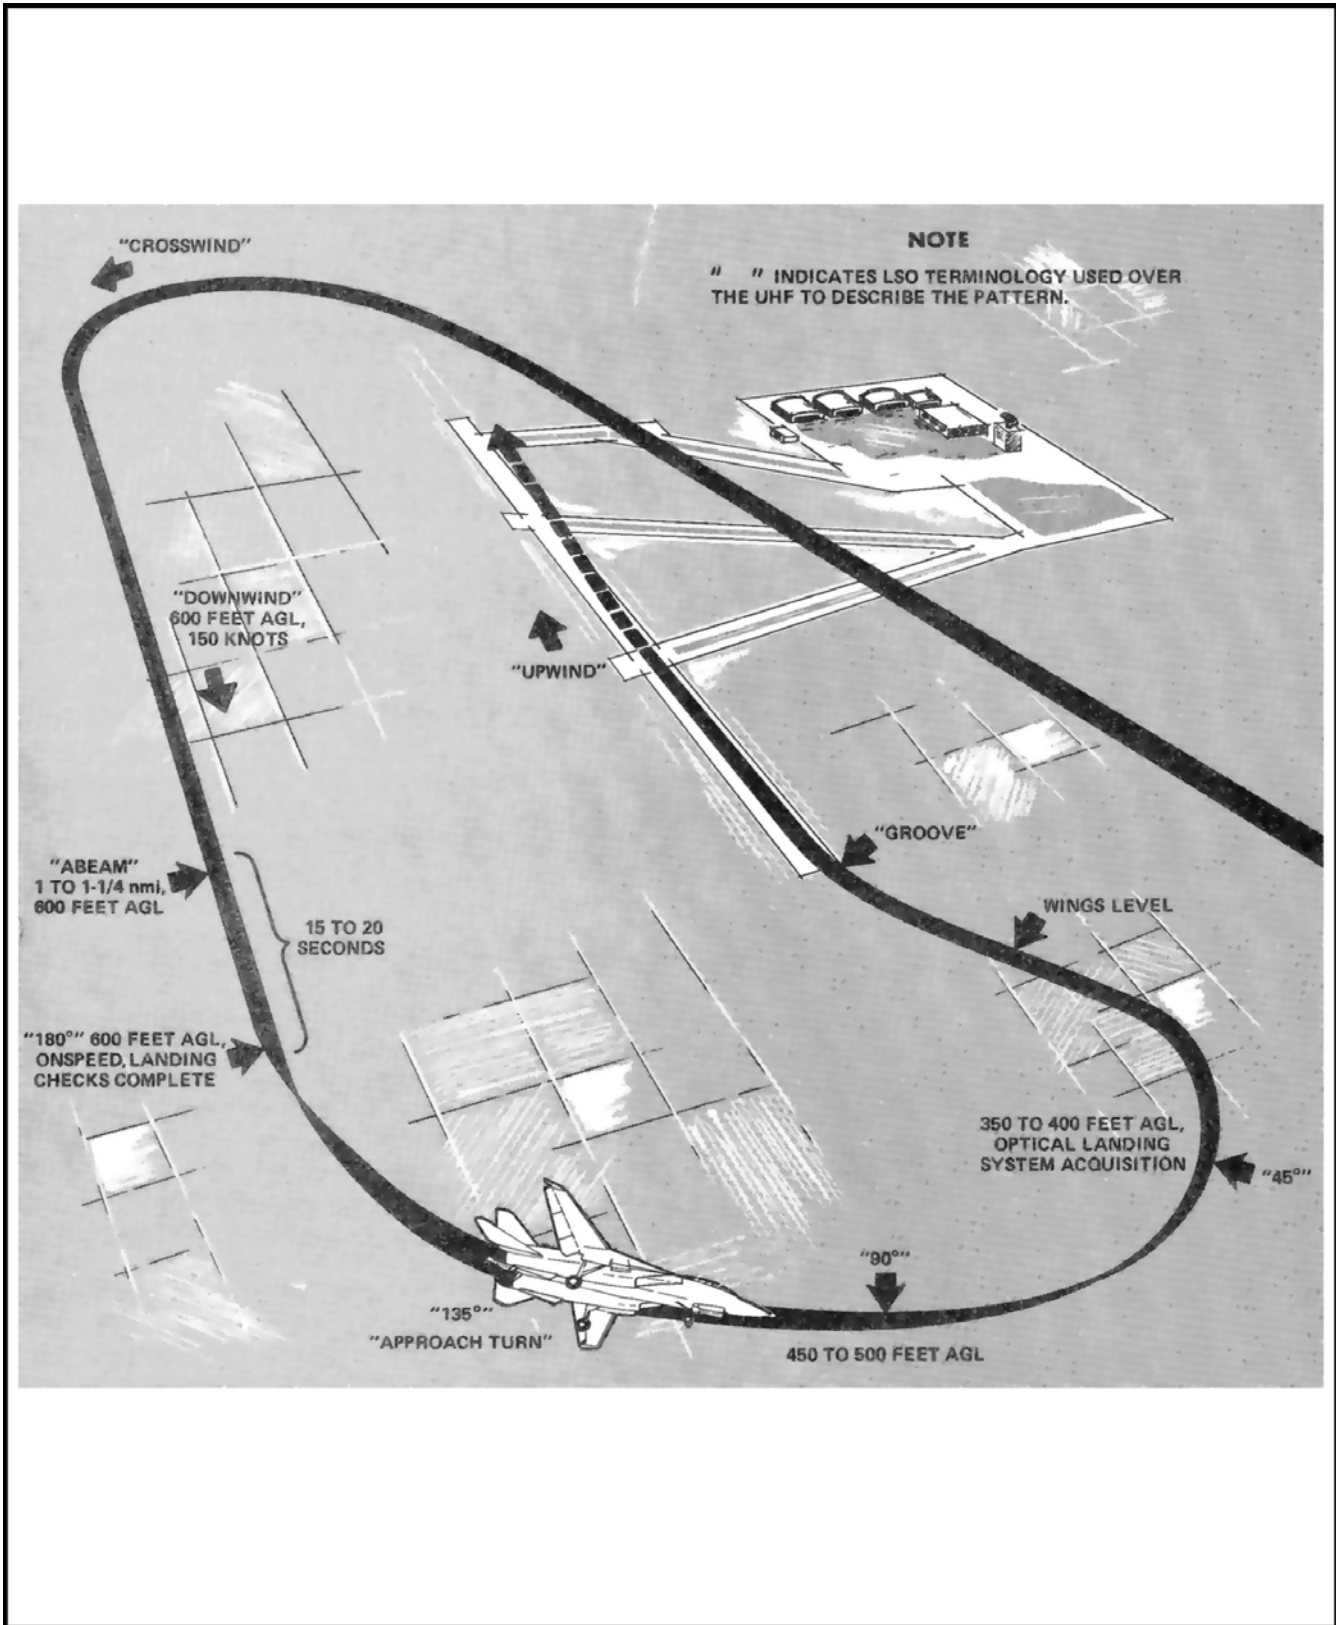 "CROSSWIND"
NOTE
" " INDICATES LSO TERMINOLOGY USED OVER
THE UHF TO DESCRIBE THE PATTERN.
"DOWNWIND"
600 FEET AGL,
150 KNOTS
"UPWIND"
"GROOVE"
"ABEAM"
1 TO 1-1/4 nmi,
600 FEET AGL
WINGS LEVEL
15 TO 20
SECONDS
"180°" 600 FEET AGL,
ONSPEED, LANDING
CHECKS COMPLETE
350 TO 400 FEET AGL,
OPTICAL LANDING
SYSTEM ACQUISITION
"45°"
"90°"
"135°"
"APPROACH TURN"
450 TO 500 FEET AGL